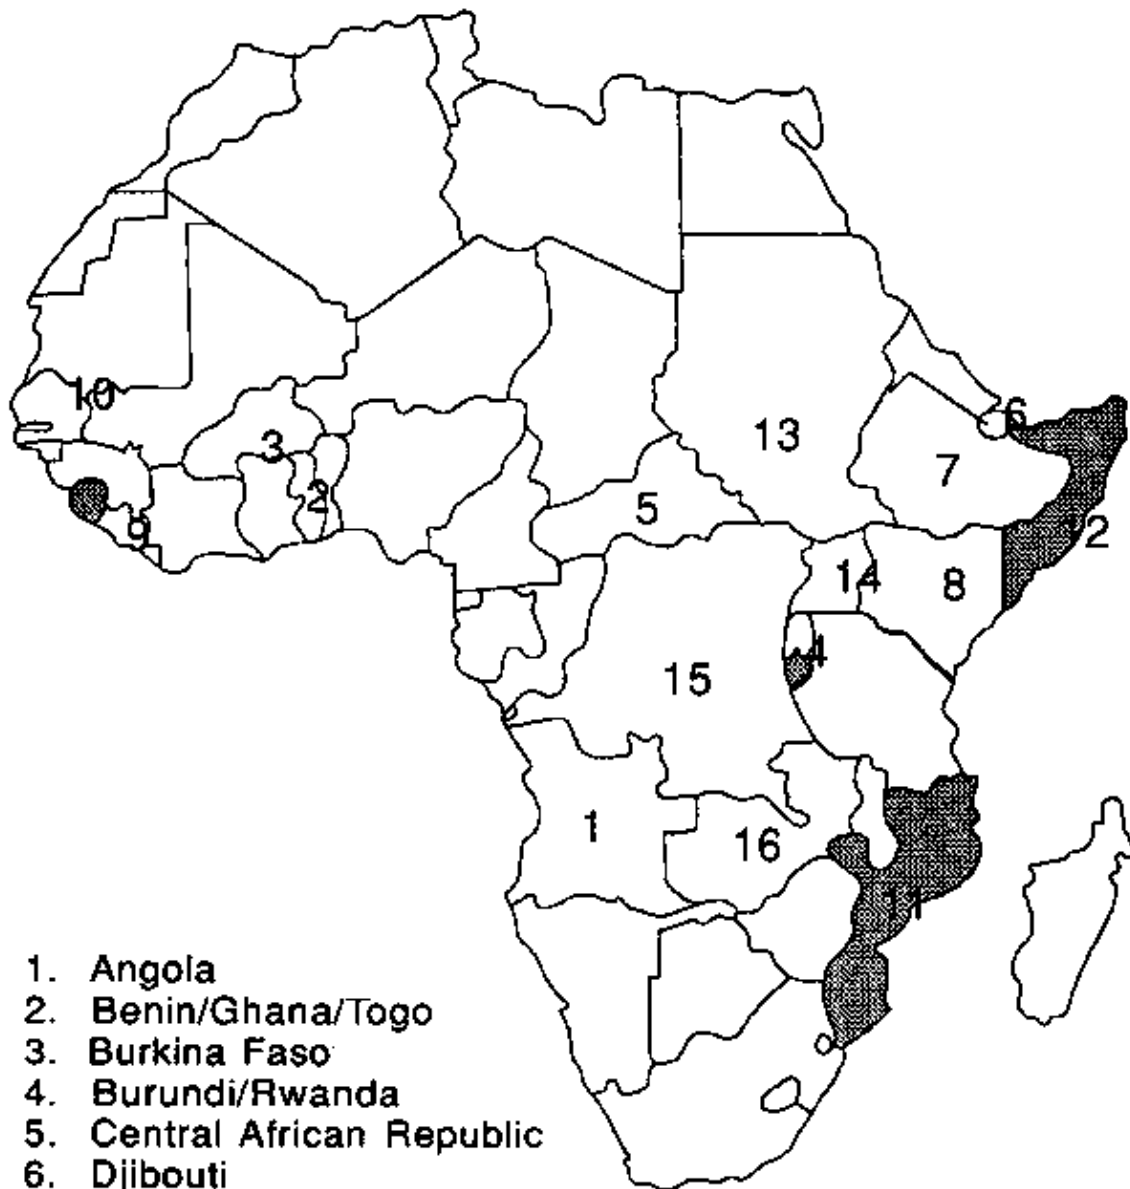 10
6
3
13
7
2
5
9
12
14
8
4
15
1
16
11
1. Angola
2. Benin/Ghana/Togo
3. Burkina Faso
4. Burundi/Rwanda
5. Central African Republic
6. Djibouti